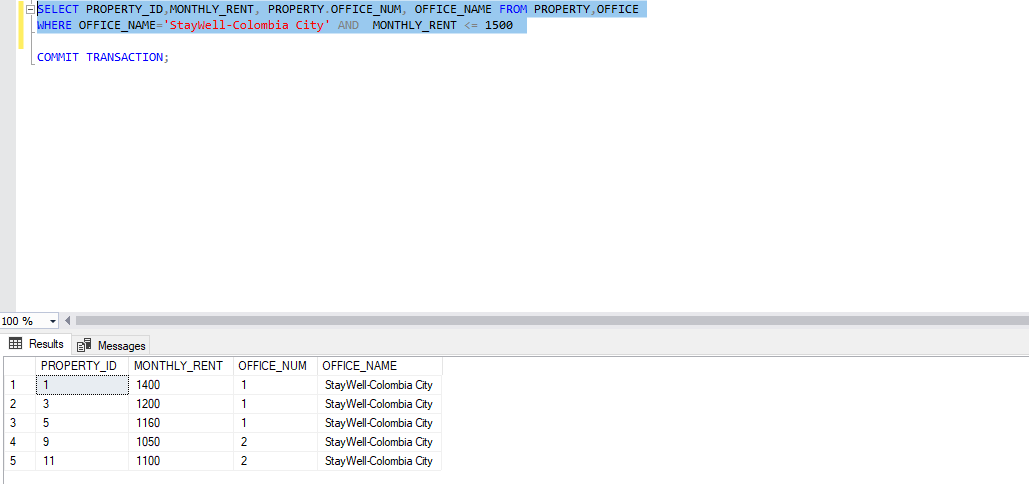 SELECT PROPERTY_ID,MONTHLY_RENT, PROPERTY.OFFICE_NUM, OFFICE_NAME FROM PROPERTY,OFFICE
WHERE OFFICE_NAME='StayWell-Colombia City' AND  MONTHLY_RENT <= 1500
COMMIT TRANSACTION;
100 %
Results Messages
PROPERTY_ID MONTHLY_RENT OFFICE_NUM OFFICE_NAME
1 1 1400 1 StayWell-Colombia City
2 3 1200 1 StayWell-Colombia City
3 5 1160 1 StayWell-Colombia City
4 9 1050 2 StayWell-Colombia City
5 11 1100 2 StayWell-Colombia City